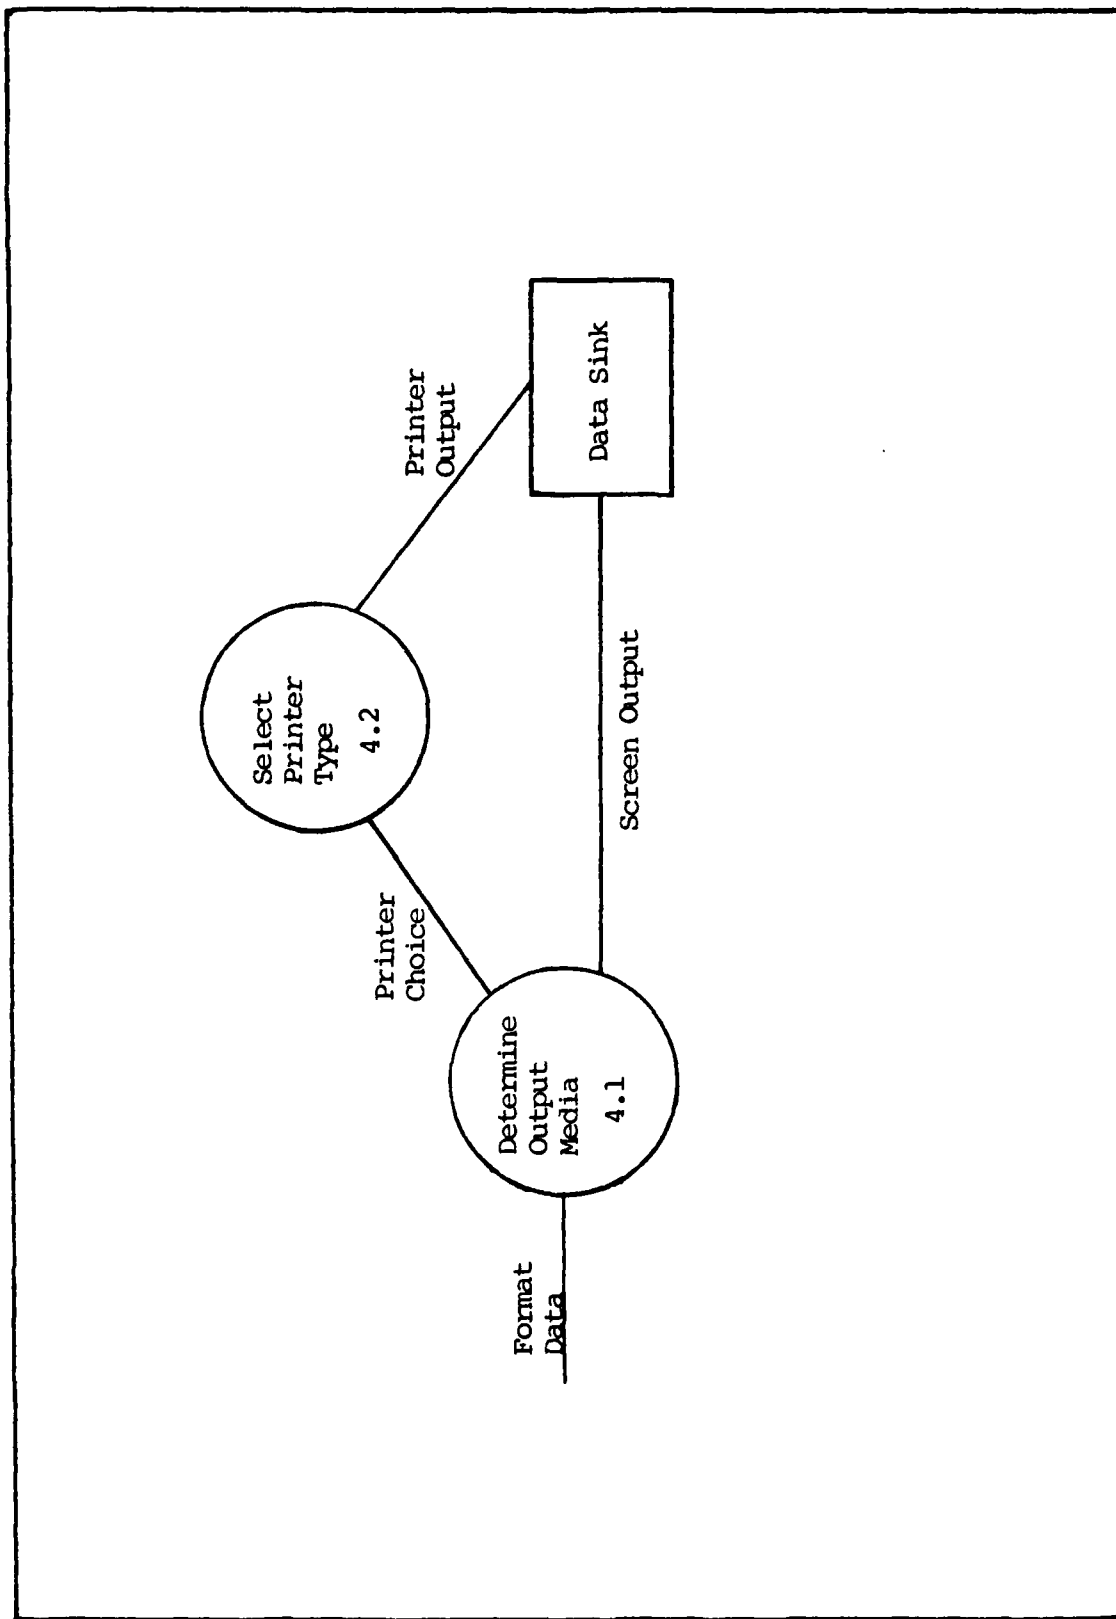 Format
Data
Determine
Output
Media
4.1
Printer
Choice
Select
Printer
Type
4.2
Printer
Output
Screen Output
Data Sink